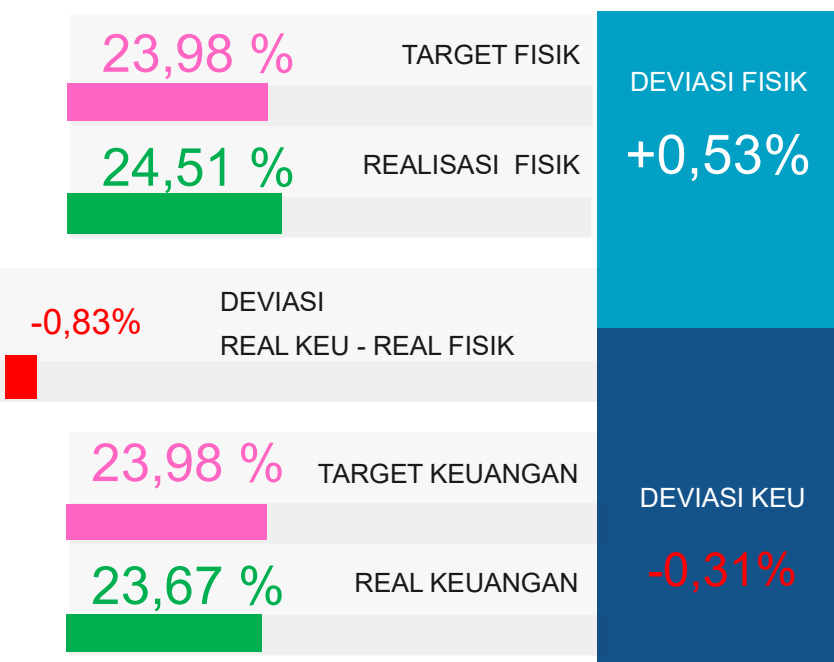 23,98 %
TARGET FISIK
24,51 %
REALISASI FISIK
DEVIASI FISIK
+0,53%
-0,83%
DEVIASI
REAL KEU - REAL FISIK
23,98 %
TARGET KEUANGAN
23,67 %
REAL KEUANGAN
DEVIASI KEU
-0,31%